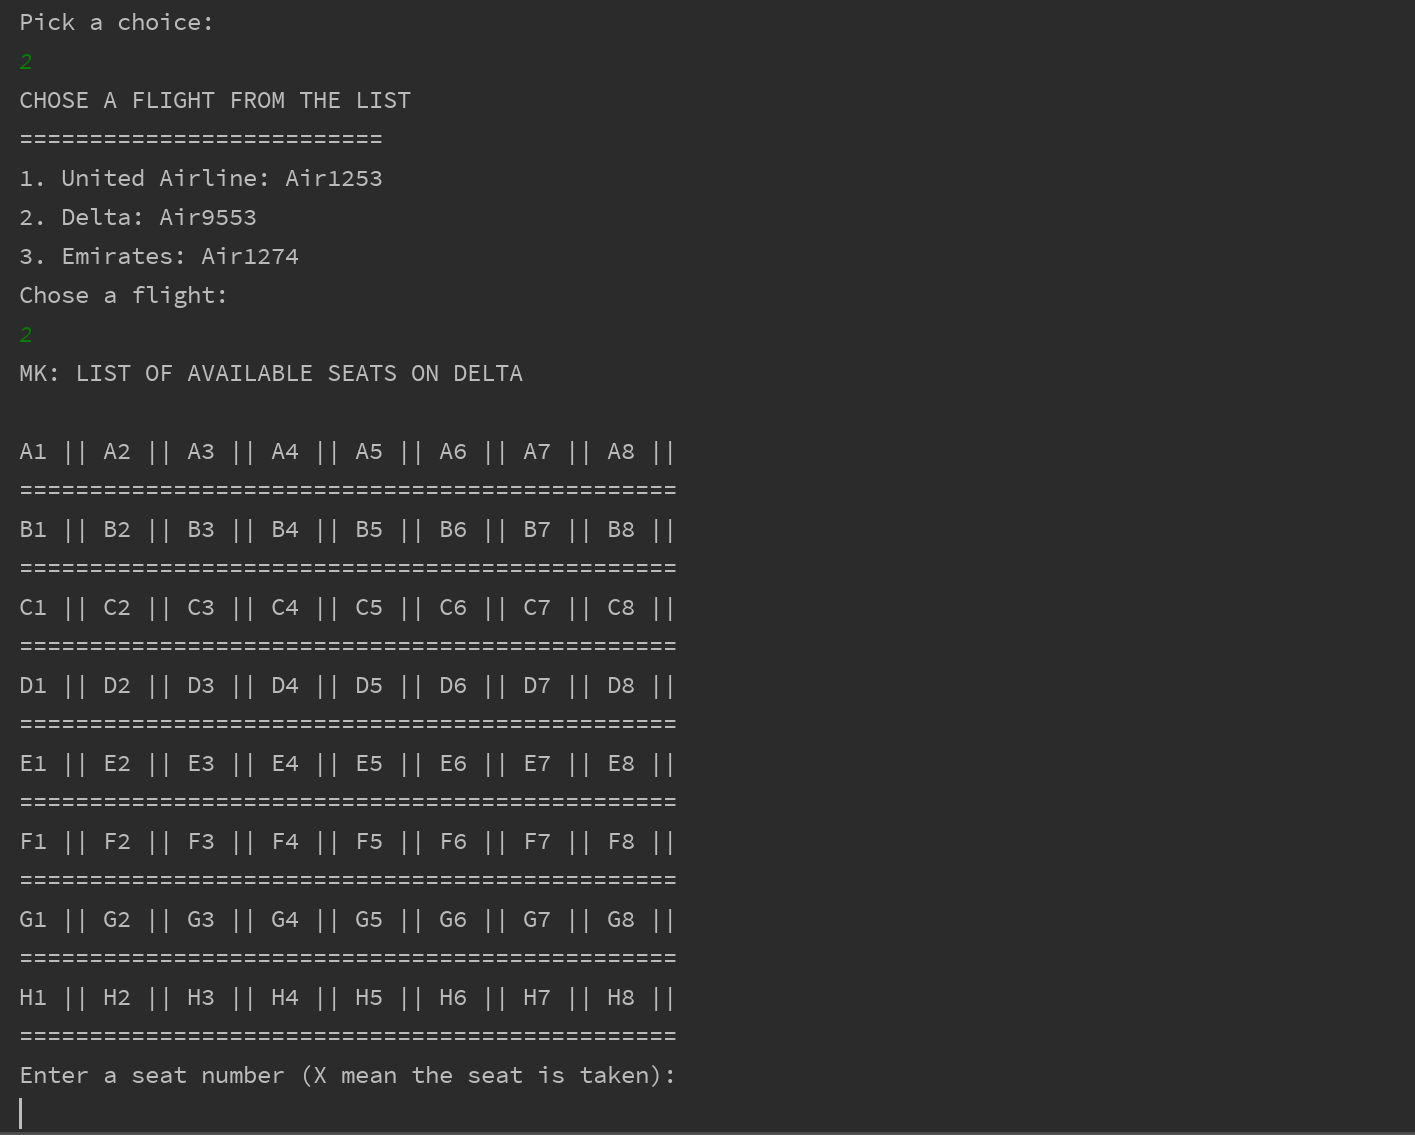 Pick a choice:
2
CHOSE A FLIGHT FROM THE LIST
==========================
1. United Airline: Air1253
2. Delta: Air9553
3. Emirates: Air1274
Chose a flight:
2
MK: LIST OF AVAILABLE SEATS ON DELTA
A1 || A2 || A3 || A4 || A5 || A6 || A7 || A8 ||
===============================================
B1 || B2 || B3 || B4 || B5 || B6 || B7 || B8 ||
===============================================
C1 || C2 || C3 || C4 || C5 || C6 || C7 || C8 ||
===============================================
D1 || D2 || D3 || D4 || D5 || D6 || D7 || D8 ||
===============================================
E1 || E2 || E3 || E4 || E5 || E6 || E7 || E8 ||
===============================================
F1 || F2 || F3 || F4 || F5 || F6 || F7 || F8 ||
===============================================
G1 || G2 || G3 || G4 || G5 || G6 || G7 || G8 ||
===============================================
H1 || H2 || H3 || H4 || H5 || H6 || H7 || H8 ||
===============================================
Enter a seat number (X mean the seat is taken):